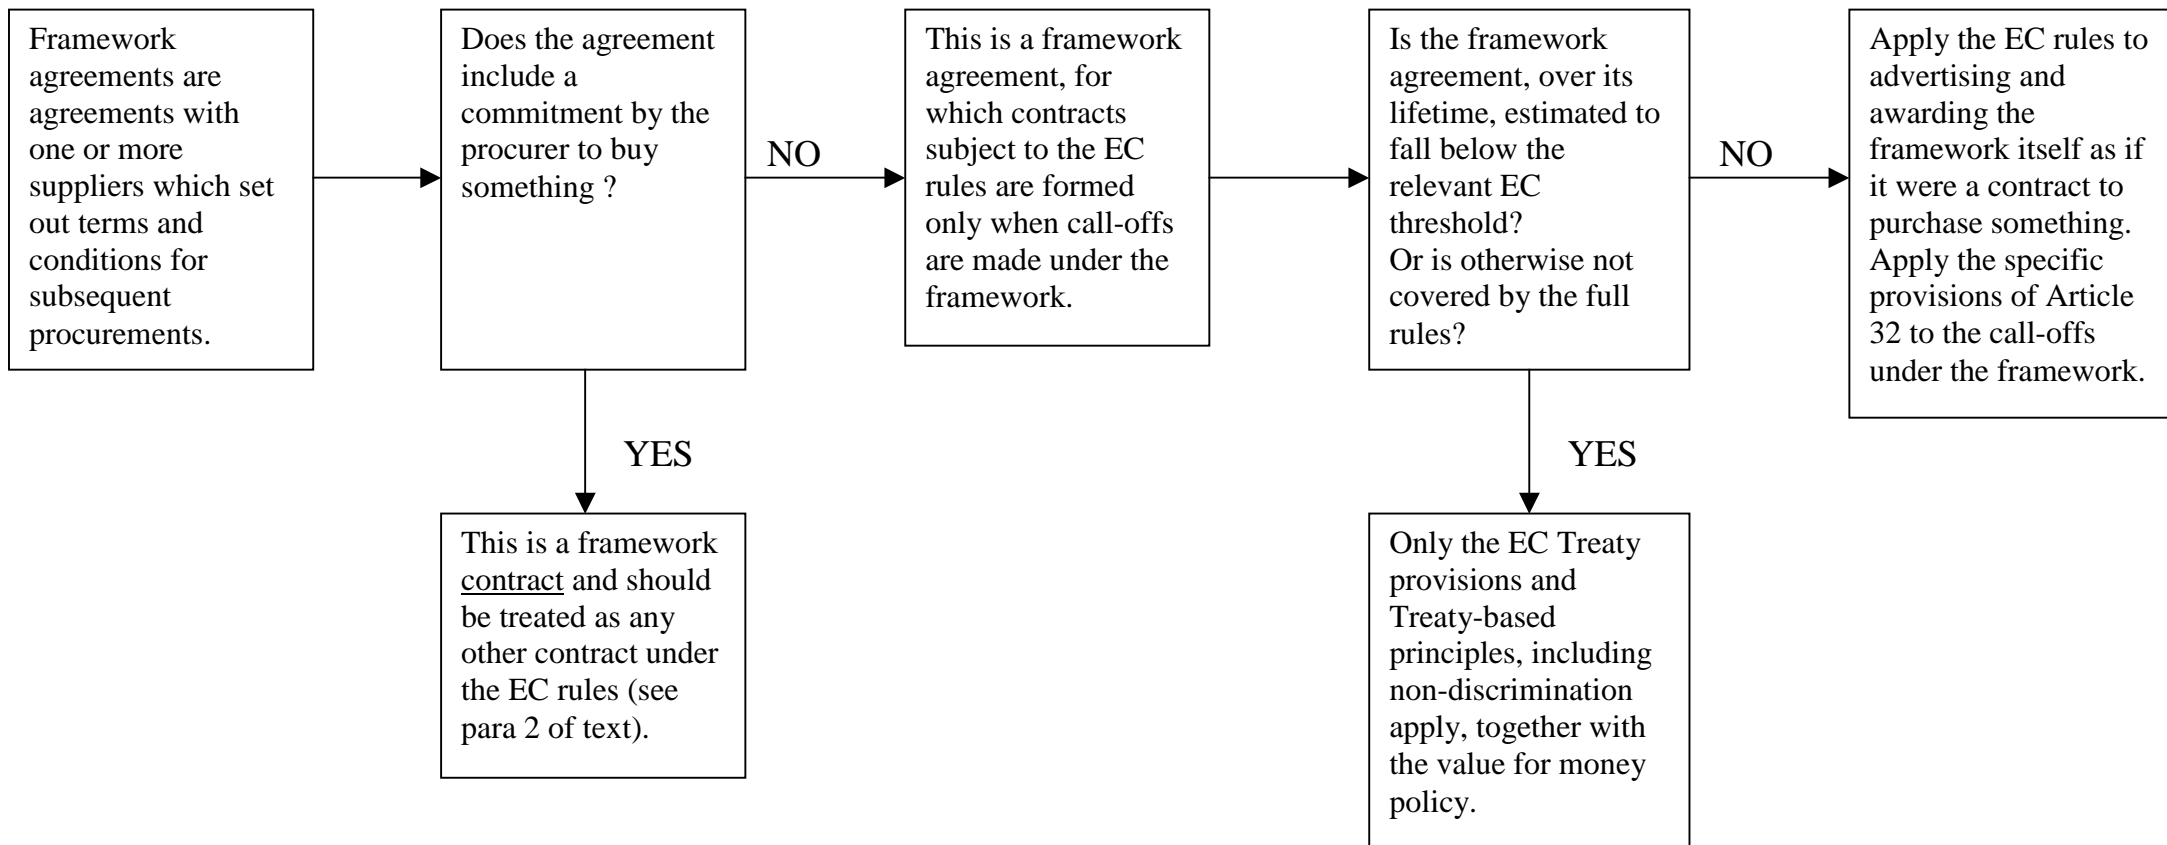 Framework
agreements are
agreements with
one or more
suppliers which set
out terms and
conditions for
subsequent
procurements.
Does the agreement
include a
commitment by the
procurer to buy
something ?
NO
This is a framework
agreement, for
which contracts
subject to the EC
rules are formed
only when call-offs
are made under the
framework.
Is the framework
agreement, over its
lifetime, estimated to
fall below the
relevant EC
threshold?
Or is otherwise not
covered by the full
rules?
NO
Apply the EC rules to
advertising and
awarding the
framework itself as if
it were a contract to
purchase something.
Apply the specific
provisions of Article
32 to the call-offs
under the framework.
YES
This is a framework
contract and should
be treated as any
other contract under
the EC rules (see
para 2 of text).
YES
Only the EC Treaty
provisions and
Treaty-based
principles, including
non-discrimination
apply, together with
the value for money
policy.